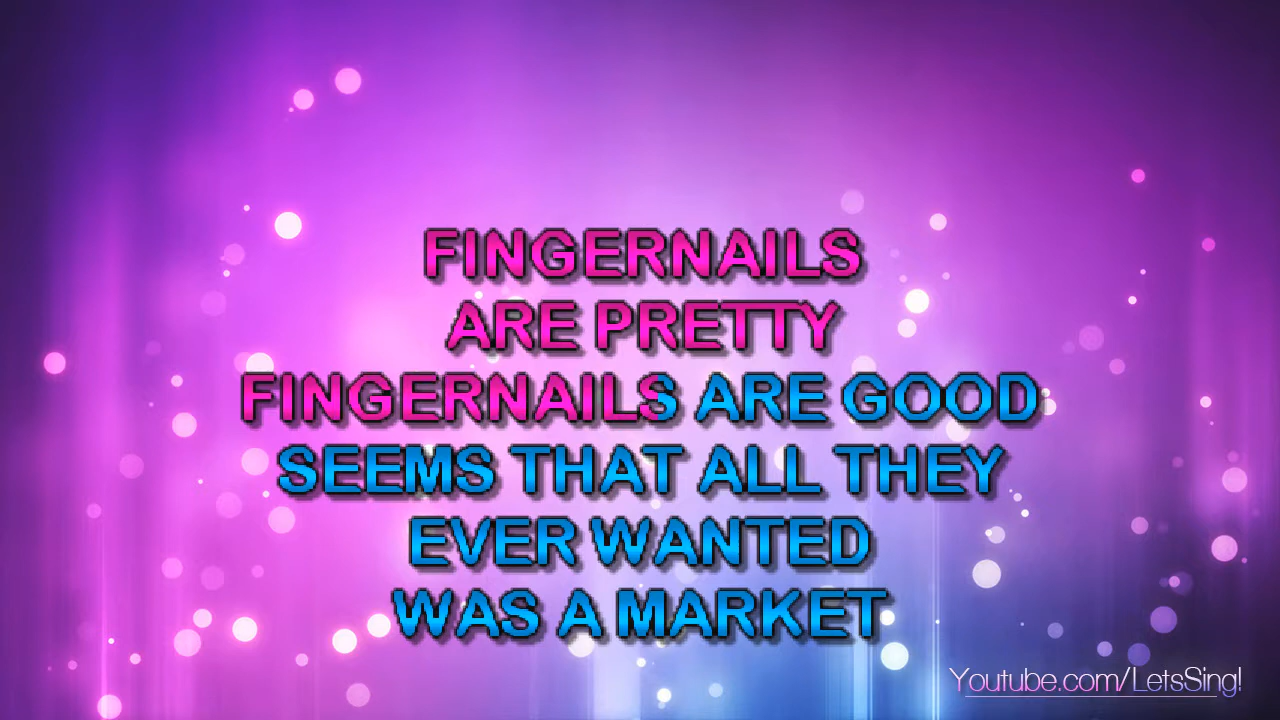 FINGERNAILS
ARE PRETTY
FINGERNAILS ARE GOOD
SEEMS THAT ALL THEY
EVER WANTED
WAS A MARKET
Youtube.com/LetsSing!